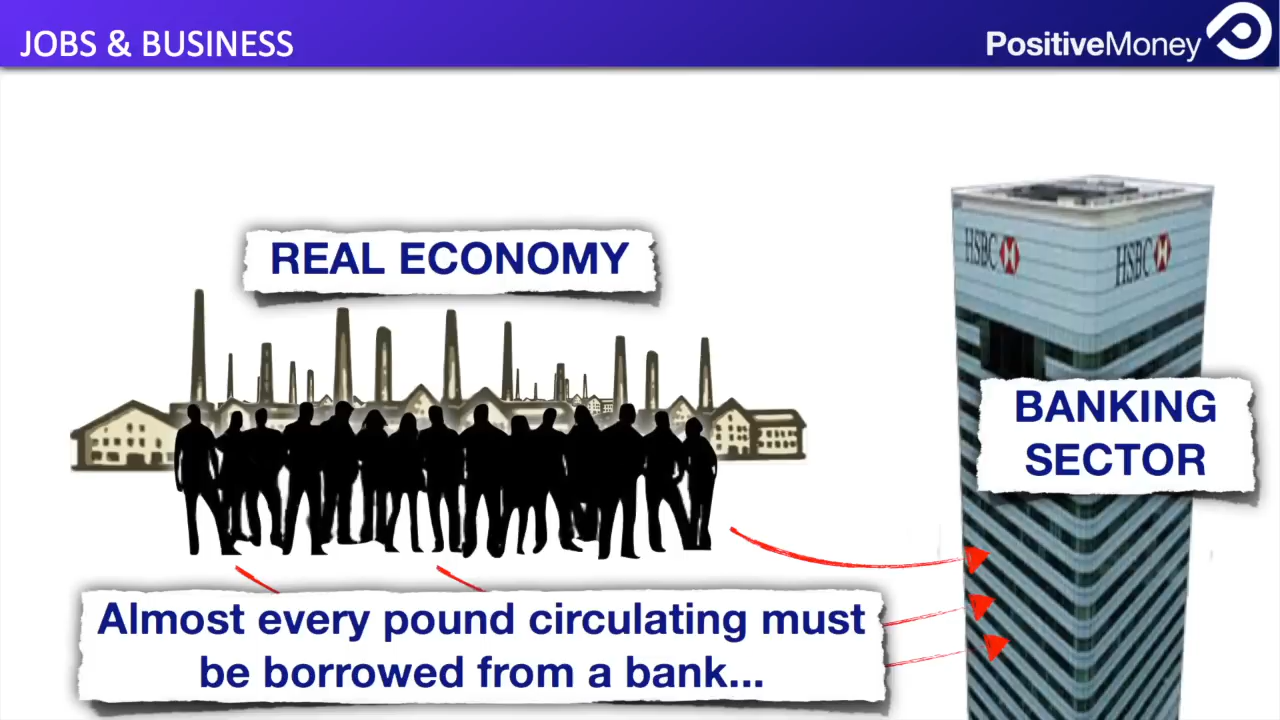 JOBS & BUSINESS
PositiveMoney
REAL ECONOMY
HSBC
HSBC
BANKING
SECTOR
Almost every pound circulating must
be borrowed from a bank...